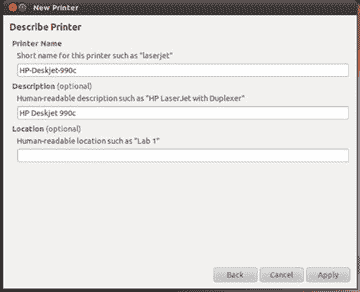 New Printer
Describe Printer
Printer Name
Short name for this printer such as "laserjet"
HP-Deskjet-990c
Description (optional)
Human-readable description such as "HP LaserJet with Duplexer"
HP Deskjet 990c
Location (optional)
Human-readable location such as "Lab 1"
Back Cancel Apply